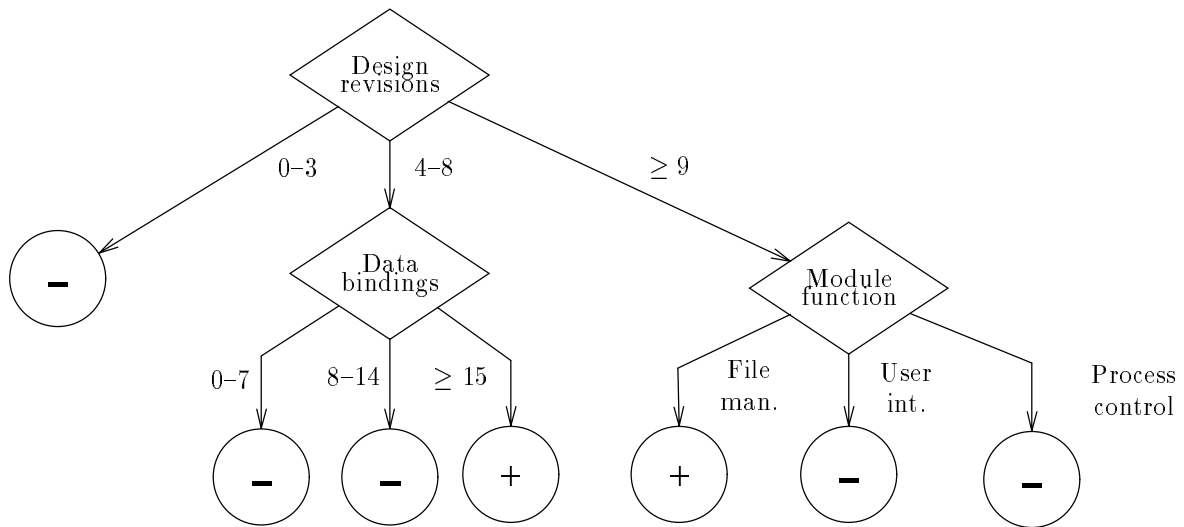 Design
revisions
0–3
4–8
≥ 9
–
Data
bindings
Module
function
0–7
8–14
≥ 15
File
man.
User
int.
Process
control
–
–
+
+
–
–